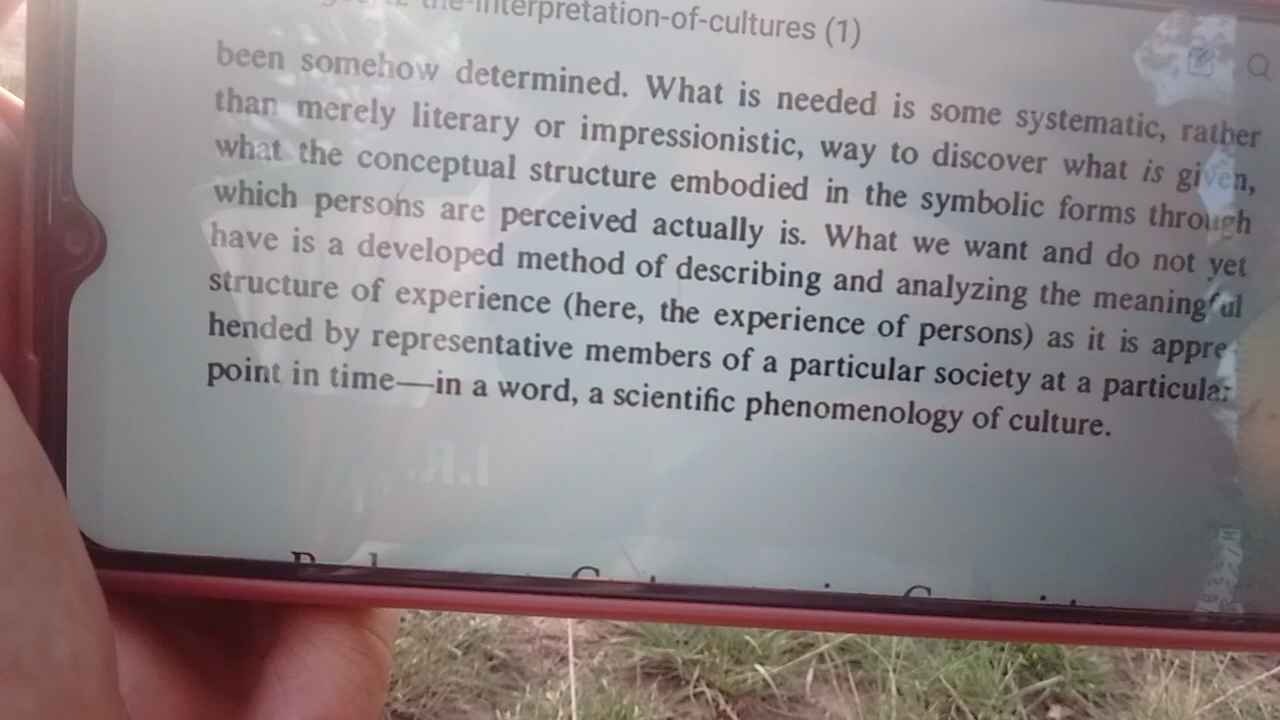 the-interpretation-of-cultures (1)
been somehow determined. What is needed is some systematic, rather
than merely literary or impressionistic, way to discover what is given,
what the conceptual structure embodied in the symbolic forms through
which persons are perceived actually is. What we want and do not yet
have is a developed method of describing and analyzing the meaningful
structure of experience (here, the experience of persons) as it is appre
hended by representative members of a particular society at a particular
point in time—in a word, a scientific phenomenology of culture.